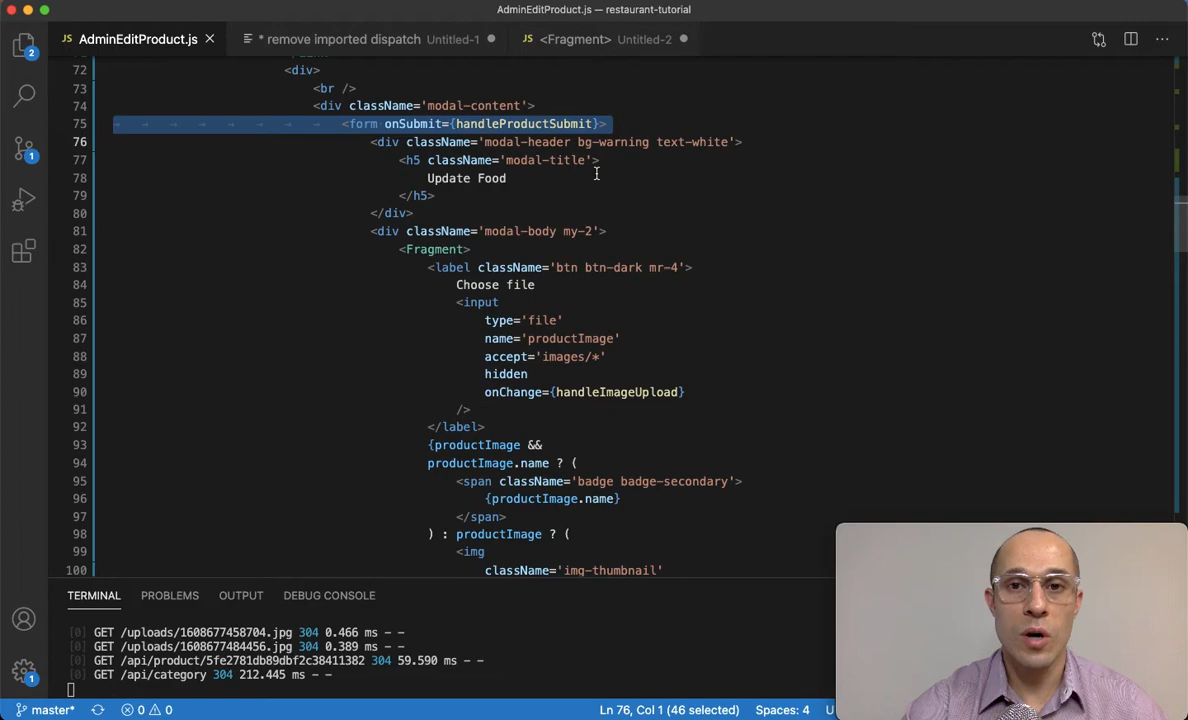 AdminEditProduct.js — restaurant-tutorial
JS AdminEditProduct.js
* remove imported dispatch Untitled-1
JS <Fragment> Untitled-2
72 <div>
73 <br />
74 <div className='modal-content'>
75 <form onSubmit={handleProductSubmit}>
76 <div className='modal-header bg-warning text-white'>
77 <h5 className='modal-title'>
78 Update Food
79 </h5>
80 </div>
81 <div className='modal-body my-2'>
82 <Fragment>
83 <label className='btn btn-dark mr-4'>
84 Choose file
85 <input
86 type='file'
87 name='productImage'
88 accept='images/*'
89 hidden
90 onChange={handleImageUpload}
91 />
92 </label>
93 {productImage &&
94 productImage.name ? (
95 <span className='badge badge-secondary'>
96 {productImage.name}
97 </span>
98 ) : productImage ? (
99 <img
100 className='img-thumbnail'
2
1
1
TERMINAL PROBLEMS OUTPUT DEBUG CONSOLE
[0] GET /uploads/1608677458704.jpg 304 0.466 ms - -
[0] GET /uploads/1608677484456.jpg 304 0.389 ms - -
[0] GET /api/product/5fe2781db89dbf2c38411382 304 59.590 ms - -
[0] GET /api/category 304 212.445 ms - -
master* 0 0 Ln 76, Col 1 (46 selected) Spaces: 4